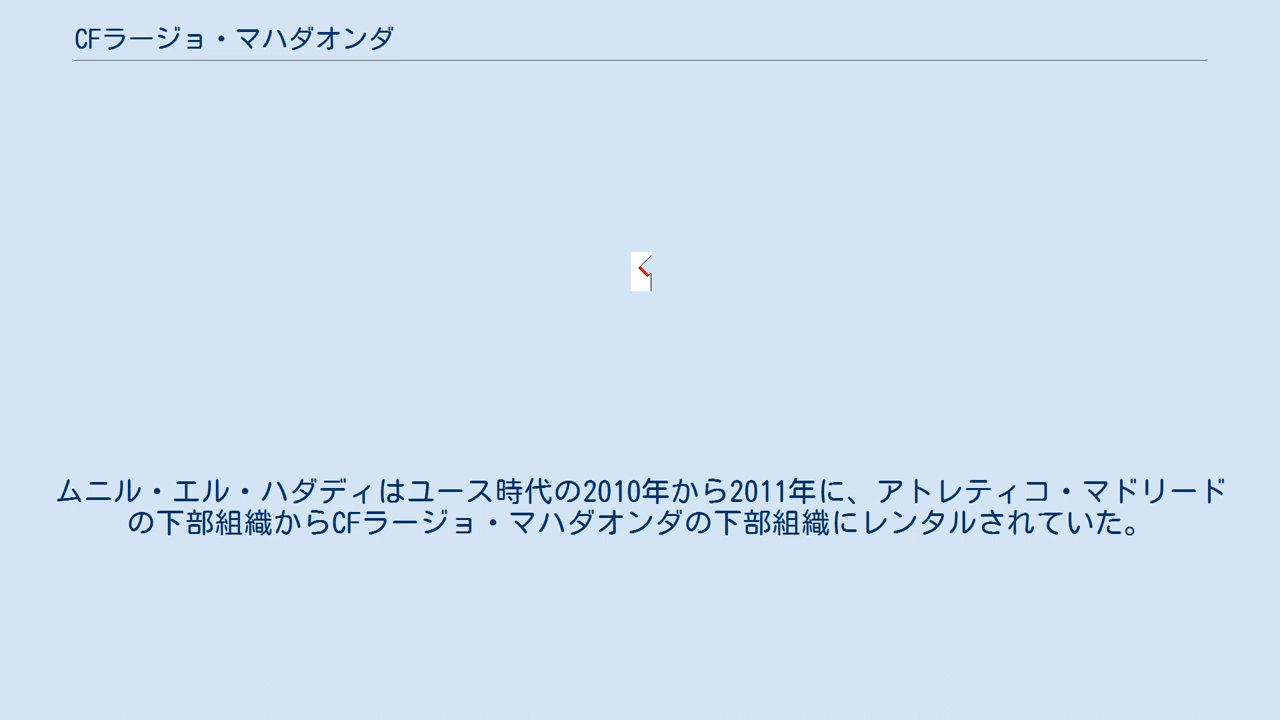 CFラージョ・マハダオンダ
ムニル・エル・ハダディはユース時代の2010年から2011年に、アトレティコ・マドリード
の下部組織からCFラージョ・マハダオンダの下部組織にレンタルされていた。